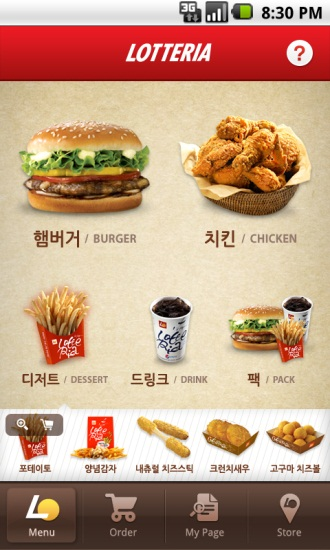 3G
8:30 PM
LOTTERIA
?
햄버거 / BURGER
치킨 / CHICKEN
디저트 / DESSERT
드링크 / DRINK
팩 / PACK
포테이토
양념감자
내츄럴 치즈스틱
크런치새우
고구마 치즈볼
Menu
Order
My Page
Store